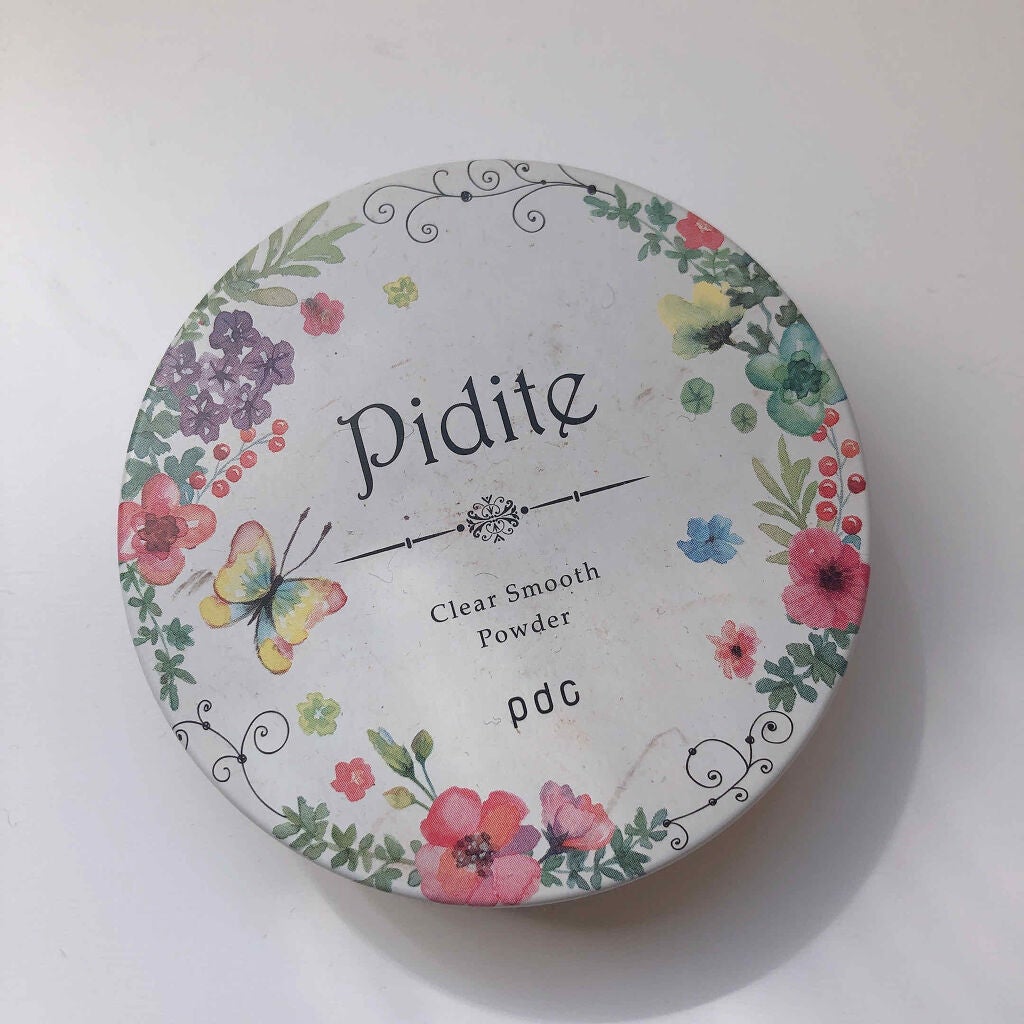 Pidite
Clear Smooth
Powder
pdc